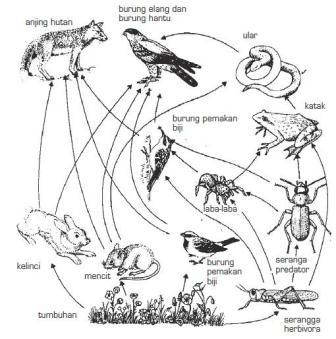 anjing hutan
burung elang dan
burung hantu
ular
katak
burung pemakan
biji
laba-laba
kelinci
mencit
burung
pemakan
biji
seranga
predator
tumbuhan
serangga
herbivora